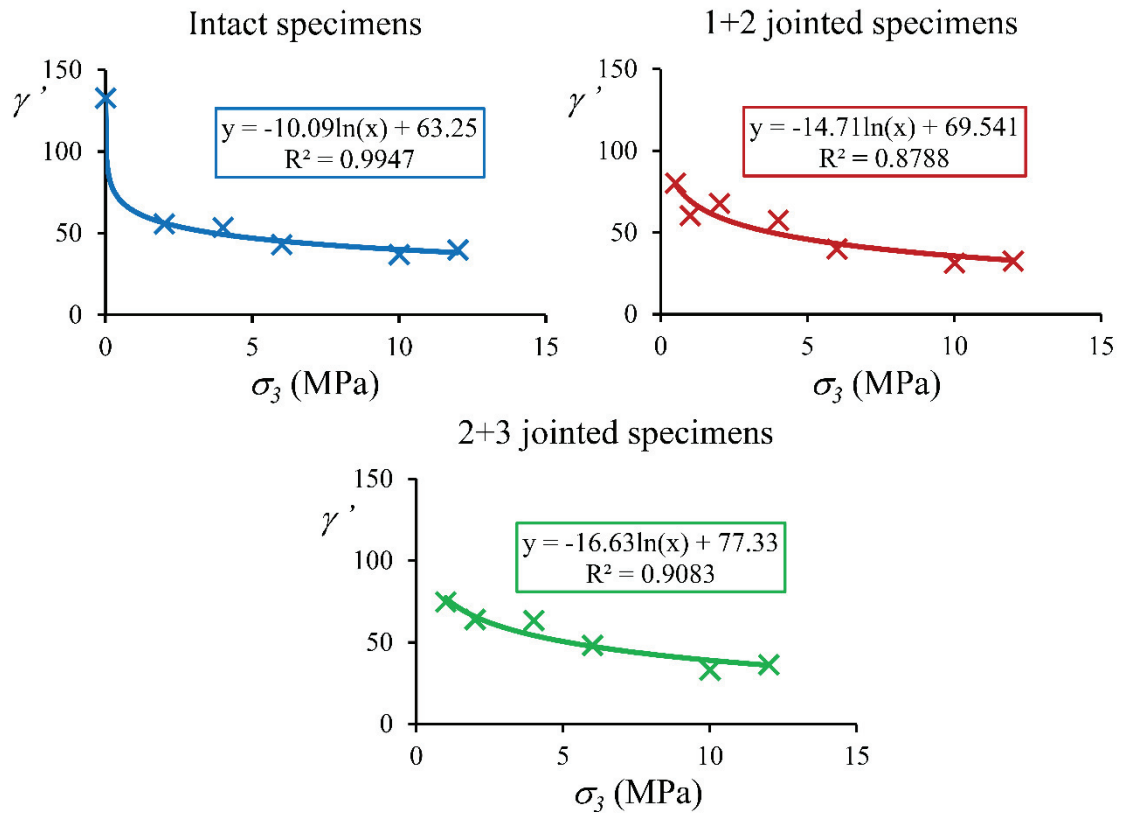 Intact specimens
150
100
50
0
γ ’
y = -10.09ln(x) + 63.25
R² = 0.9947
0 5 10 15
σ3 (MPa)
1+2 jointed specimens
150
100
50
0
γ ’
y = -14.71ln(x) + 69.541
R² = 0.8788
0 5 10 15
σ3 (MPa)
2+3 jointed specimens
150
100
50
0
γ ’
y = -16.63ln(x) + 77.33
R² = 0.9083
0 5 10 15
σ3 (MPa)